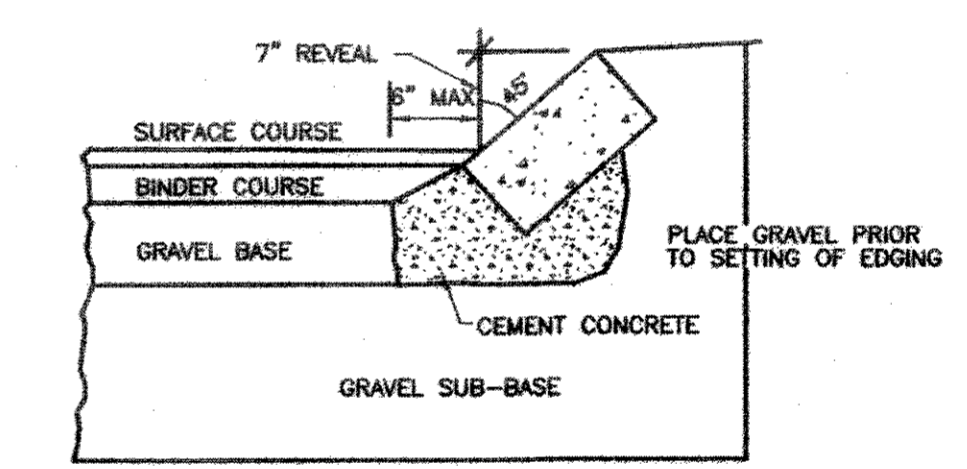 7" REVEAL
6" MAX
45
SURFACE COURSE
BINDER COURSE
GRAVEL BASE
PLACE GRAVEL PRIOR
TO SETTING OF EDGING
CEMENT CONCRETE
GRAVEL SUB-BASE